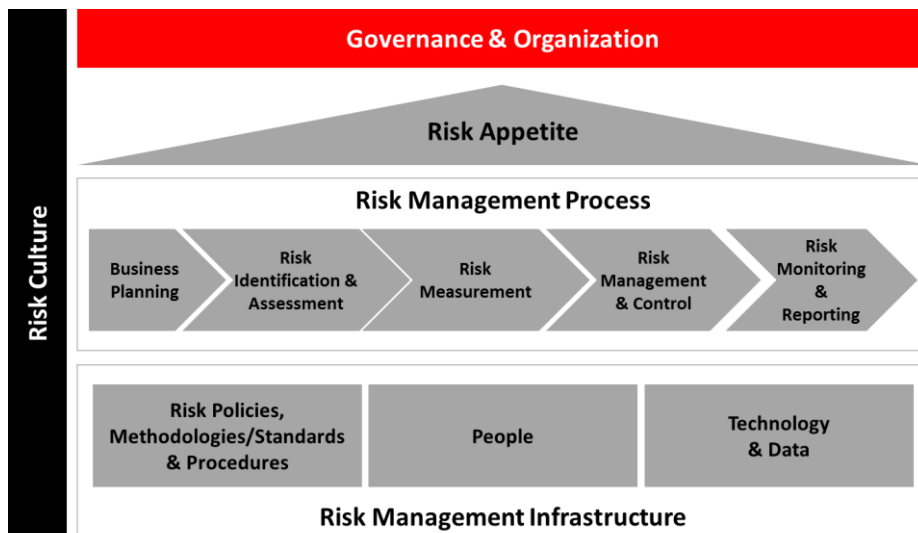 Governance & Organization
Risk Culture
Risk Appetite
Risk Management Process
Business
Planning
Risk
Identification &
Assessment
Risk
Measurement
Risk
Management
& Control
Risk
Monitoring
&
Reporting
Risk Policies,
Methodologies/Standards
& Procedures
People
Technology
& Data
Risk Management Infrastructure